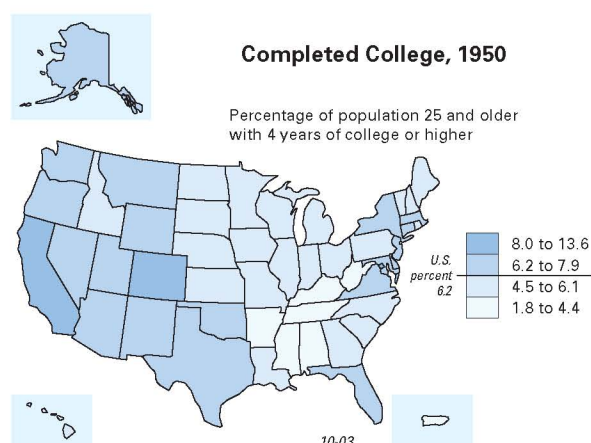 Completed College, 1950
Percentage of population 25 and older
with 4 years of college or higher
U.S.
percent
6.2
8.0 to 13.6
6.2 to 7.9
4.5 to 6.1
1.8 to 4.4
10-03